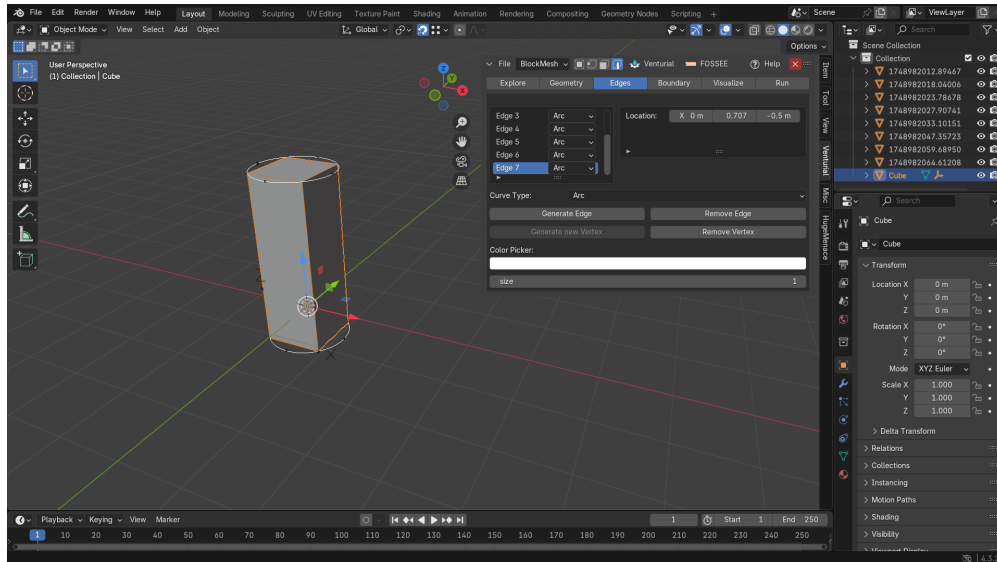 File Edit Render Window Help Layout Modeling Sculpting UV Editing Texture Paint Shading Animation Rendering Compositing Geometry Nodes Scripting + Scene ViewLayer
Object Mode View Select Add Object Global Search
Options
User Perspective
(1) Collection | Cube
File BlockMesh Venturial FOSSEE Help
Explore Geometry Edges Boundary Visualize Run
Edge 3 Arc
Edge 4 Arc
Edge 5 Arc
Edge 6 Arc
Edge 7 Arc
Location: X 0 m 0.707 -0.5 m
Curve Type: Arc
Generate Edge Remove Edge
Generate new Vertex Remove Vertex
Color Picker:
size 1
Item
Tool
View
Venturial
Misc
HugeMenace
Z
Y
X
Scene Collection
Collection
1748982012.89467
1748982018.04006
1748982023.78678
1748982027.90741
1748982033.10151
1748982047.35723
1748982059.68950
1748982064.61208
Cube
Search
Cube
Cube
Transform
Location X 0 m
Y 0 m
Z 0 m
Rotation X 0°
Y 0°
Z 0°
Mode XYZ Euler
Scale X 1.000
Y 1.000
Z 1.000
Delta Transform
Relations
Collections
Instancing
Motion Paths
Shading
Visibility
Playback Keying View Marker 1 Start 1 End 250
1 10 20 30 40 50 60 70 80 90 100 110 120 130 140 150 160 170 180 190 200 210 220 230 240 250